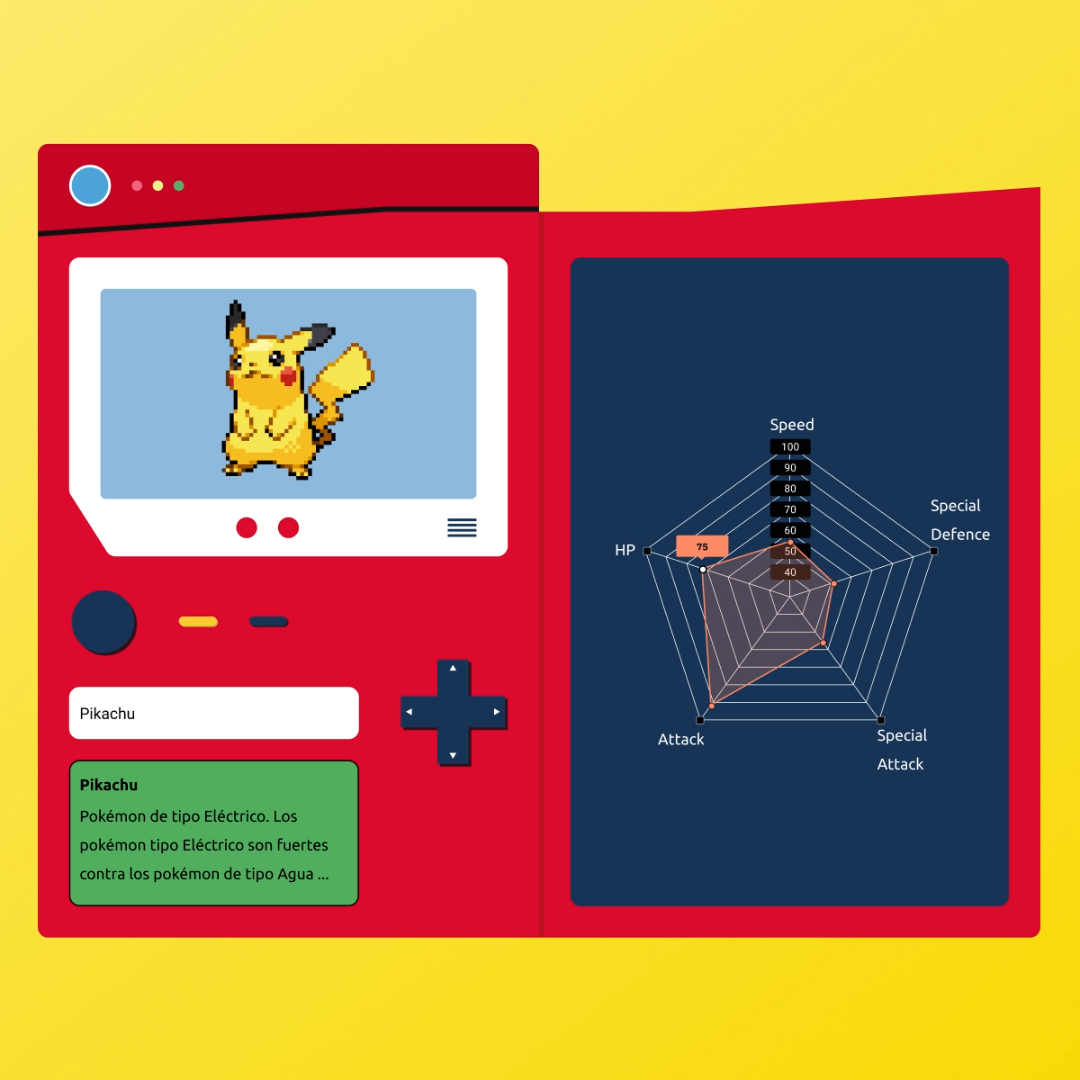 Pikachu
Pikachu
Pokémon de tipo Eléctrico. Los
pokémon tipo Eléctrico son fuertes
contra los pokémon de tipo Agua ...
Speed
100
90
80
70
60
50
40
Special
Defence
HP
75
Attack
Special
Attack